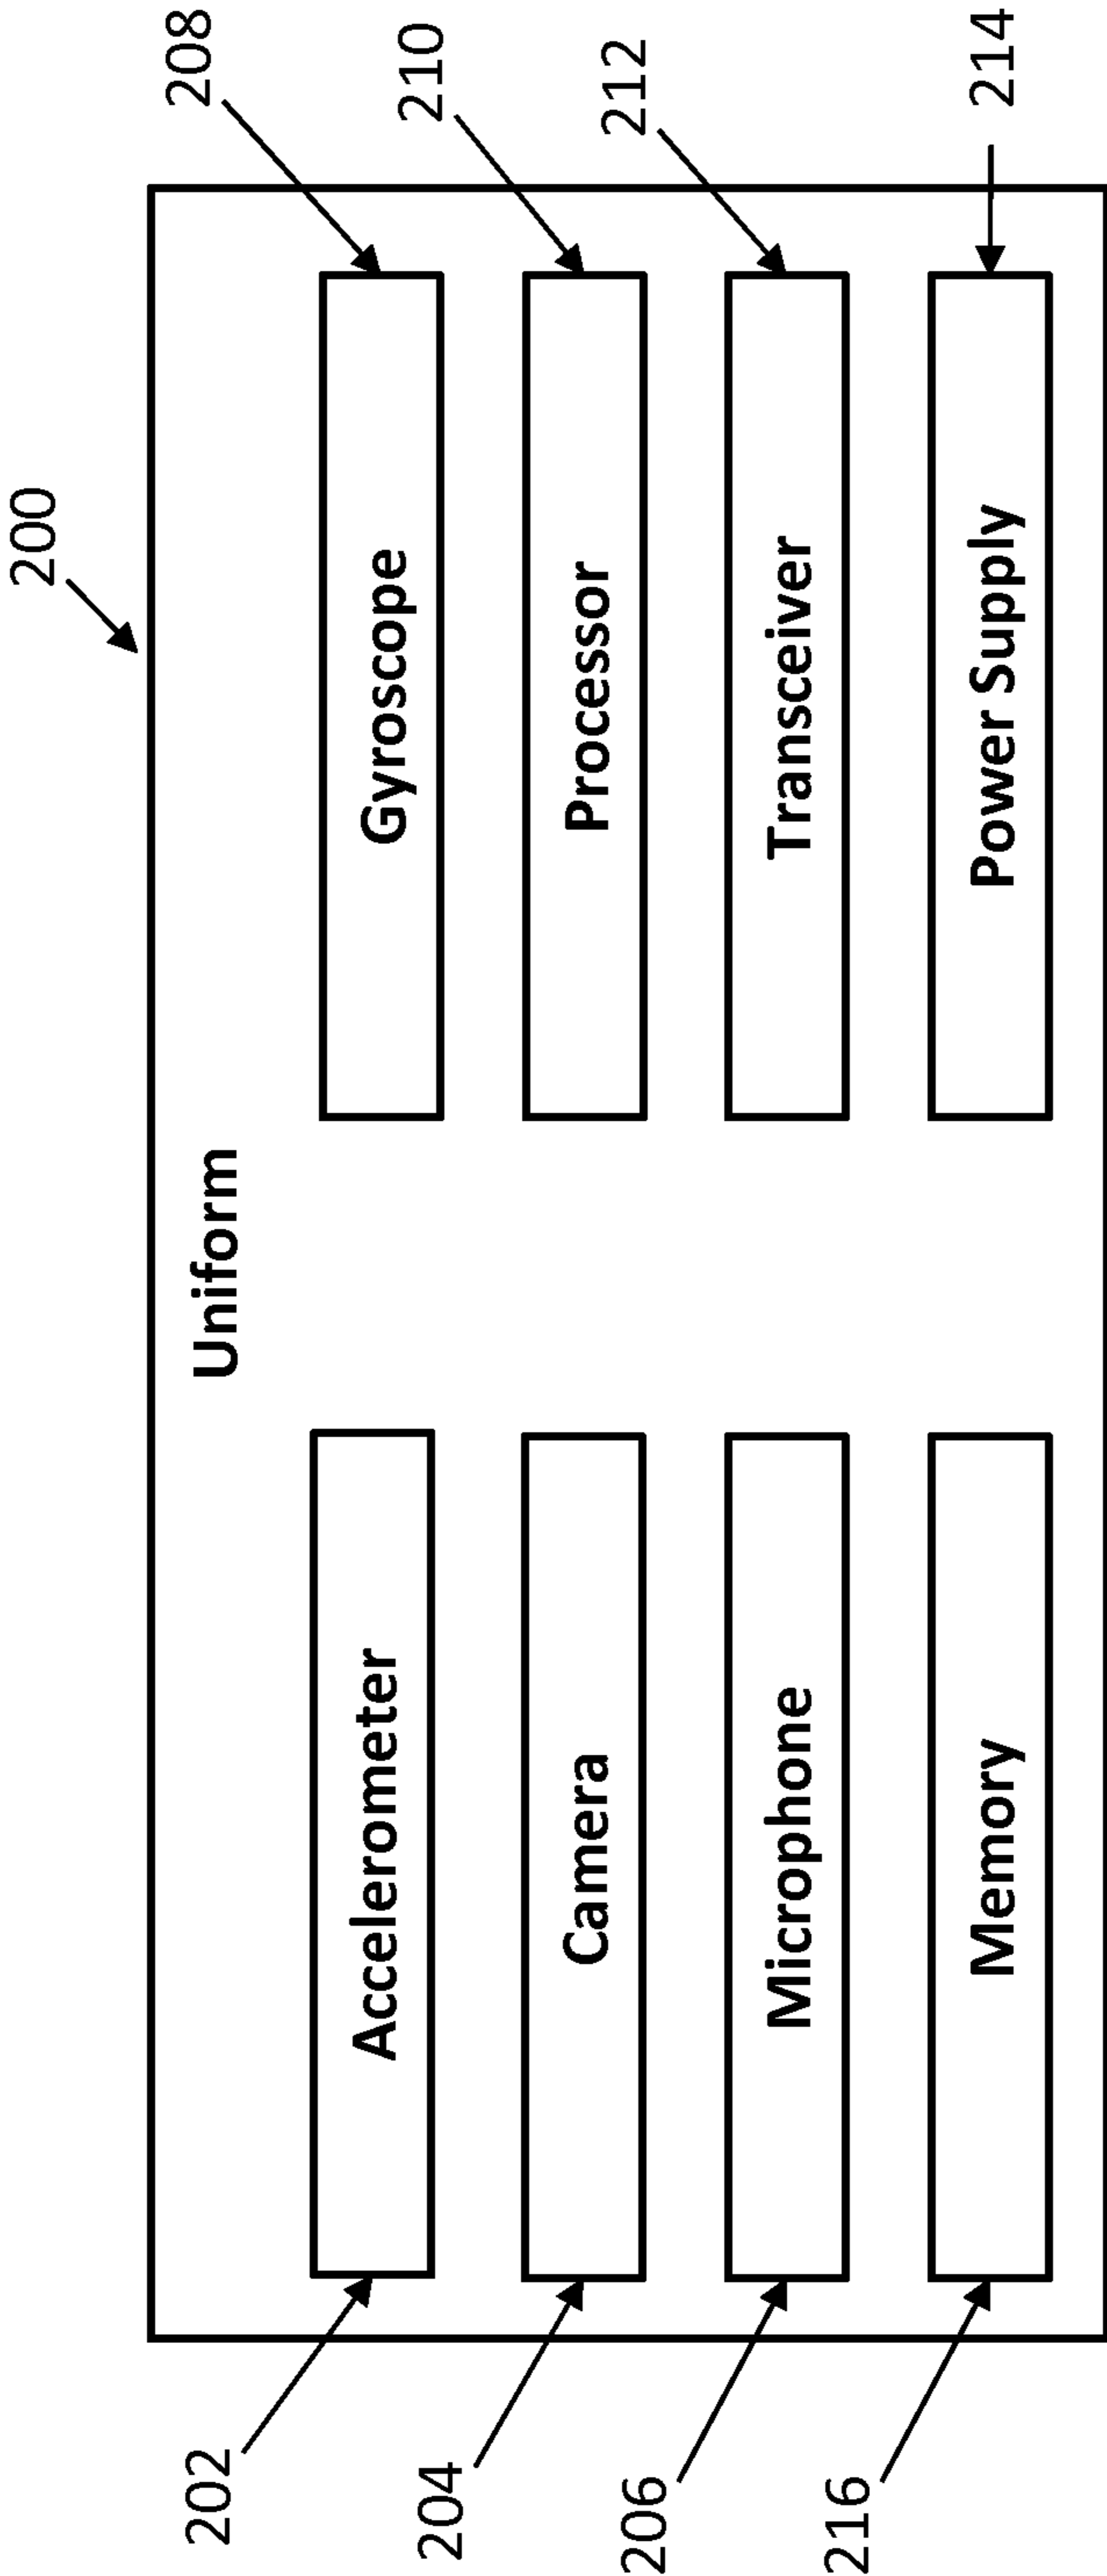 200
Uniform
202
Accelerometer
Gyroscope
208
204
Camera
Processor
210
206
Microphone
Transceiver
212
216
Memory
Power Supply
214